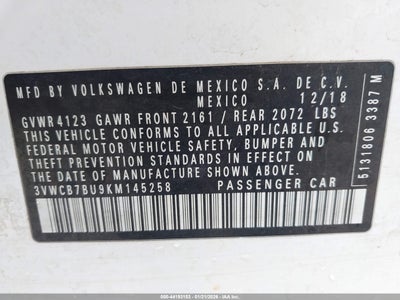 MFD BY VOLKSWAGEN DE MEXICO S.A. DE C.V.
MEXICO 12/18
GVWR 4123 GAWR FRONT 2161 / REAR 2072 LBS
THIS VEHICLE CONFORMS TO ALL APPLICABLE U.S.
FEDERAL MOTOR VEHICLE SAFETY, BUMPER AND
THEFT PREVENTION STANDARDS IN EFFECT ON THE
DATE OF MANUFACTURE SHOWN ABOVE.
3VWCB7BU9KM145258 PASSENGER CAR
5131806 3387 M